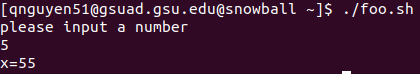 [qnguyen51@gsuad.gsu.edu@snowball ~]$ ./foo.sh
please input a number
5
x=55